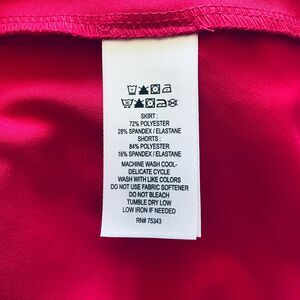 SKIRT :
72% POLYESTER
28% SPANDEX / ELASTANE
SHORTS :
84% POLYESTER
16% SPANDEX / ELASTANE
MACHINE WASH COOL-
DELICATE CYCLE
WASH WITH LIKE COLORS
DO NOT USE FABRIC SOFTENER
DO NOT BLEACH
TUMBLE DRY LOW
LOW IRON IF NEEDED
RN# 75343